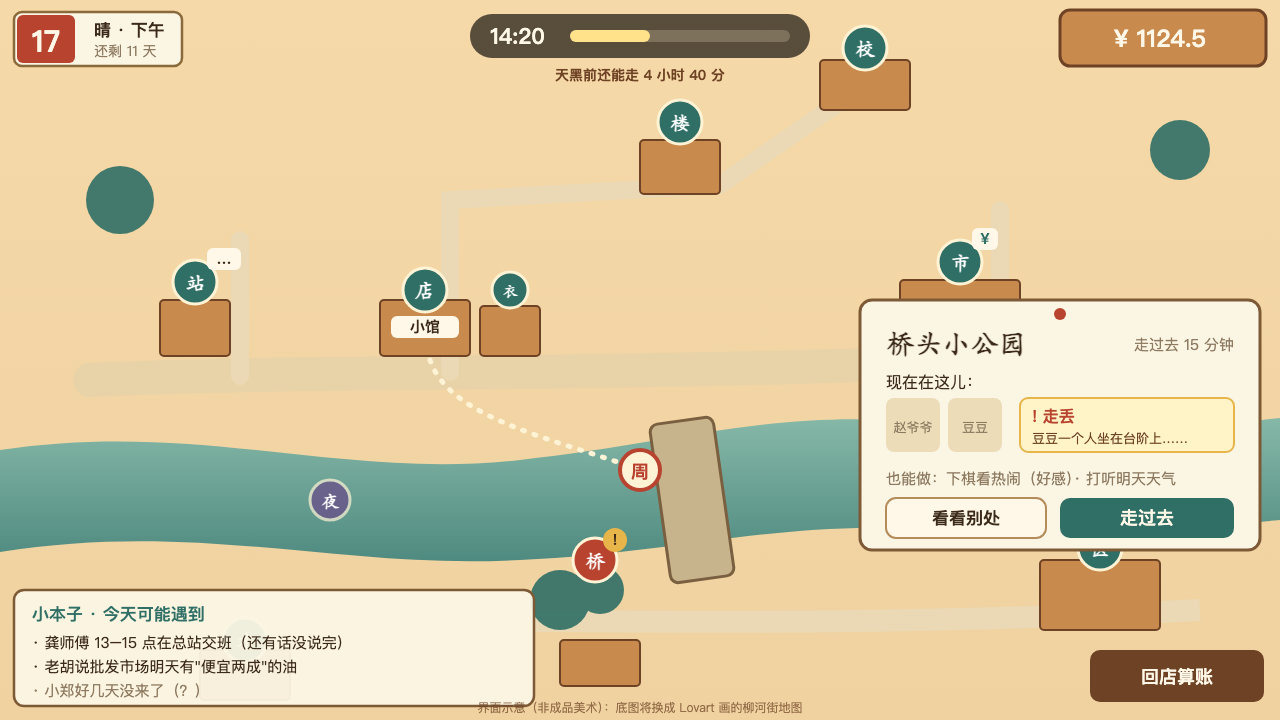 17
晴 · 下午
还剩 11 天
14:20
天黑前还能走 4 小时 40 分
¥ 1124.5
校
楼
站
...
店
小馆
衣
市
¥
桥头小公园
走过去 15 分钟
现在在这儿：
赵爷爷
豆豆
! 走丢
豆豆一个人坐在台阶上……
也能做：下棋看热闹（好感）· 打听明天天气
看看别处
走过去
周
夜
桥
!
小本子 · 今天可能遇到
· 龚师傅 13—15 点在总站交班（还有话没说完）
· 老胡说批发市场明天有"便宜两成"的油
· 小郑好几天没来了（？）
回店算账
界面示意（非成品美术）：底图将换成 Lovart 画的柳河街地图